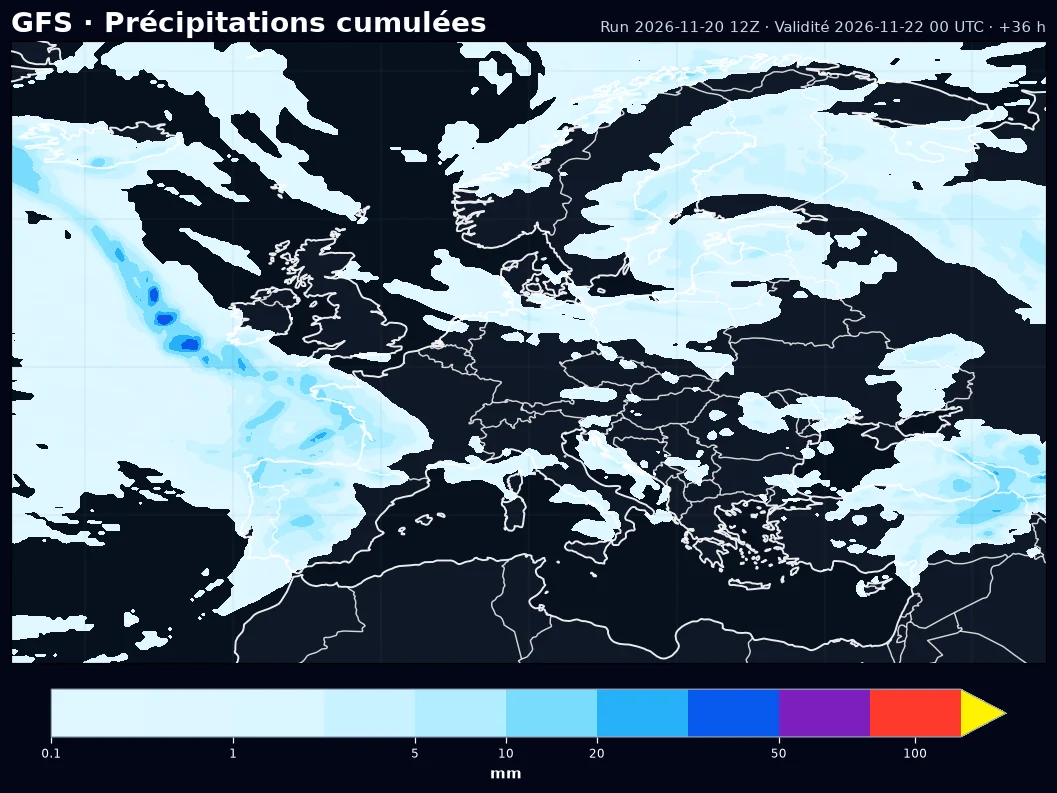 GFS · Précipitations cumulées
Run 2026-11-20 12Z · Validité 2026-11-22 00 UTC · +36 h
0.1 1 5 10 20 50 100
mm